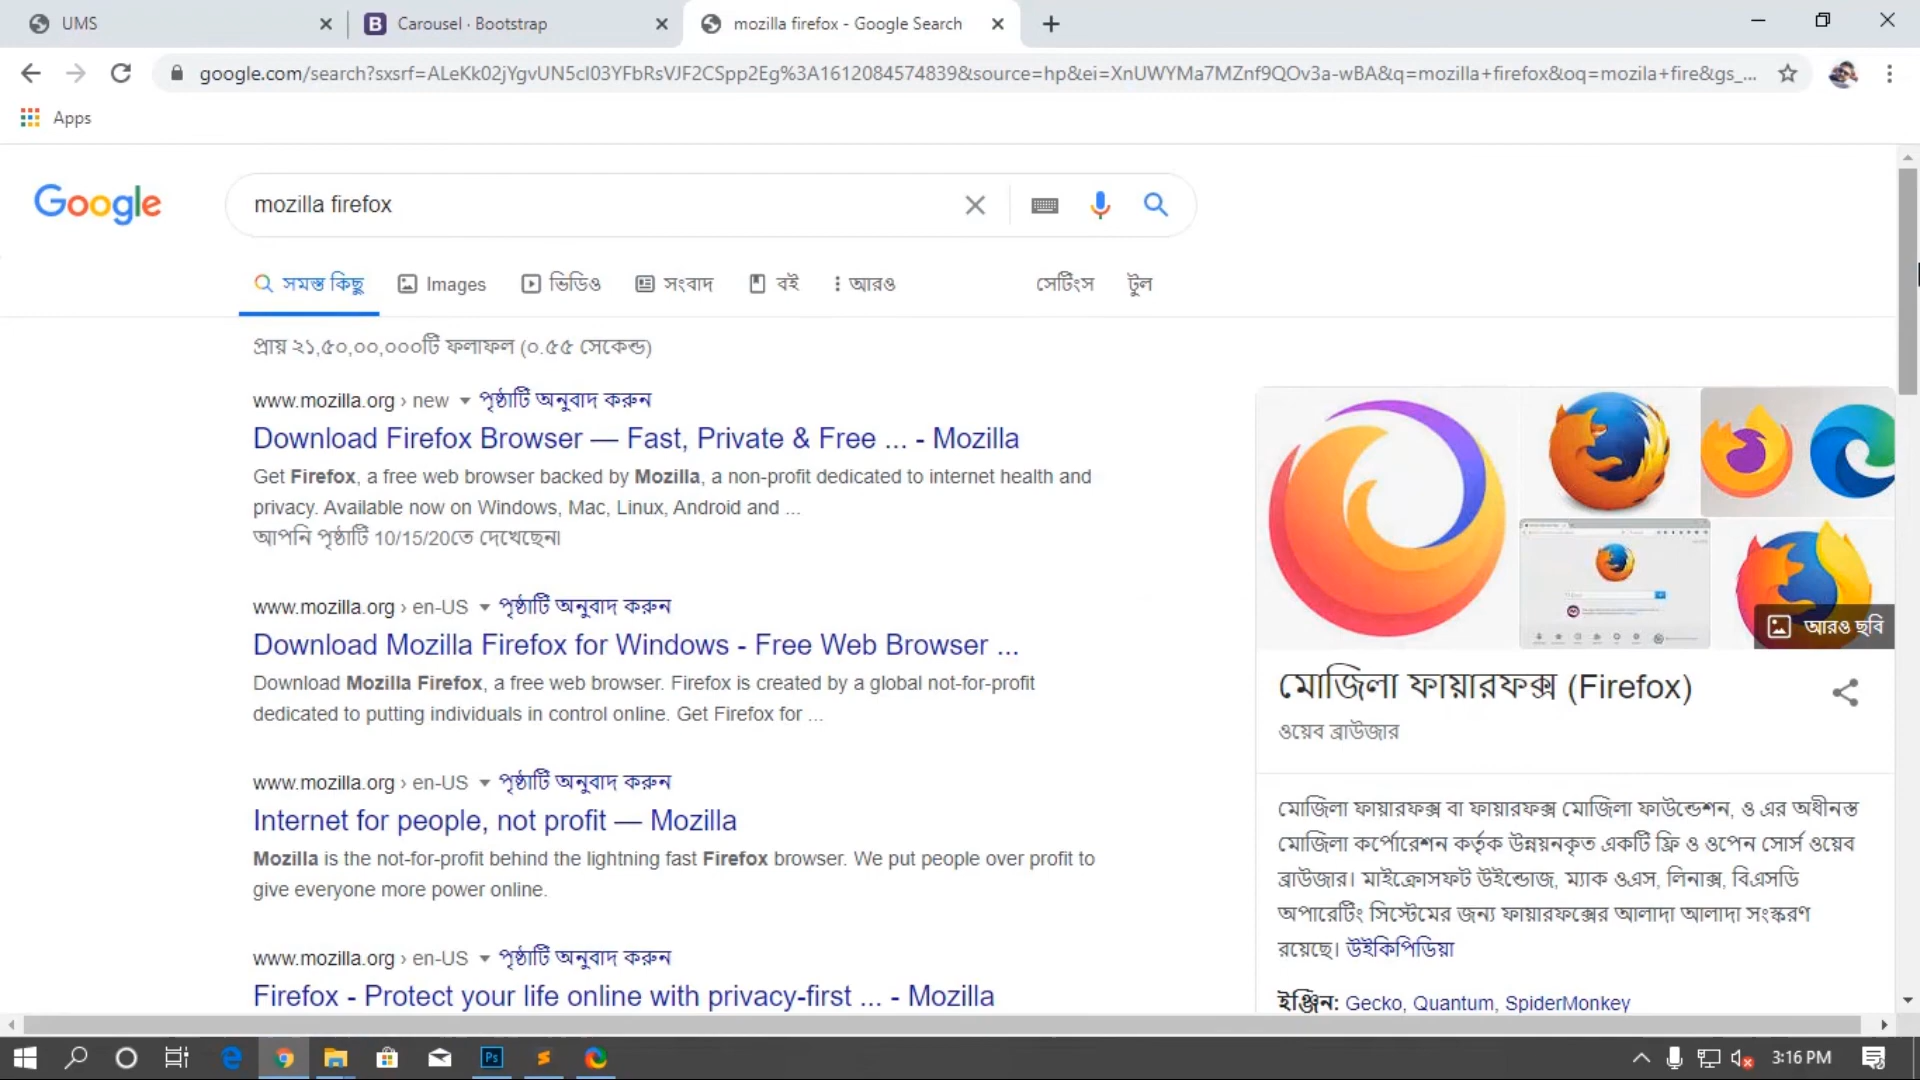 UMS
Carousel · Bootstrap
mozilla firefox - Google Search
google.com/search?sxsrf=ALeKk02jYgvUN5cI03YFbRsVJF2CSpp2Eg%3A1612084574839&source=hp&ei=XnUWYMa7MZnf9QOv3a-wBA&q=mozilla+firefox&oq=mozila+fire&gs_...
Apps
Google
mozilla firefox
সমস্ত কিছু Images ভিডিও সংবাদ বই আরও সেটিংস টুল
প্রায় ২১,৫০,০০,০০০টি ফলাফল (০.৫৫ সেকেন্ড)
www.mozilla.org › new পৃষ্ঠাটি অনুবাদ করুন
Download Firefox Browser — Fast, Private & Free ... - Mozilla
Get Firefox, a free web browser backed by Mozilla, a non-profit dedicated to internet health and
privacy. Available now on Windows, Mac, Linux, Android and ...
আপনি পৃষ্ঠাটি 10/15/20তে দেখেছেন।
www.mozilla.org › en-US পৃষ্ঠাটি অনুবাদ করুন
Download Mozilla Firefox for Windows - Free Web Browser ...
Download Mozilla Firefox, a free web browser. Firefox is created by a global not-for-profit
dedicated to putting individuals in control online. Get Firefox for ...
www.mozilla.org › en-US পৃষ্ঠাটি অনুবাদ করুন
Internet for people, not profit — Mozilla
Mozilla is the not-for-profit behind the lightning fast Firefox browser. We put people over profit to
give everyone more power online.
www.mozilla.org › en-US পৃষ্ঠাটি অনুবাদ করুন
Firefox - Protect your life online with privacy-first ... - Mozilla
আরও ছবি
মোজিলা ফায়ারফক্স (Firefox)
ওয়েব ব্রাউজার
মোজিলা ফায়ারফক্স বা ফায়ারফক্স মোজিলা ফাউন্ডেশন, ও এর অধীনস্ত
মোজিলা কর্পোরেশন কর্তৃক উন্নয়নকৃত একটি ফ্রি ও ওপেন সোর্স ওয়েব
ব্রাউজার। মাইক্রোসফট উইন্ডোজ, ম্যাক ওএস, লিনাক্স, বিএসডি
অপারেটিং সিস্টেমের জন্য ফায়ারফক্সের আলাদা আলাদা সংস্করণ
রয়েছে। উইকিপিডিয়া
ইঞ্জিন: Gecko, Quantum, SpiderMonkey
Ps
3:16 PM